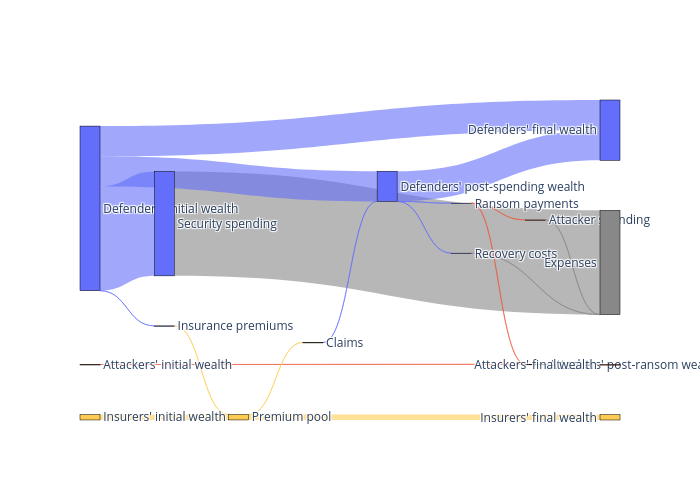 Defenders' final wealth
Defenders' post-spending wealth
Ransom payments
Defenders' initial wealth
Attacker spending
Security spending
Recovery costs
Expenses
Insurance premiums
Claims
Attackers' initial wealth
Attackers' final wealth
Attackers' post-ransom wea
Insurers' initial wealth
Premium pool
Insurers' final wealth